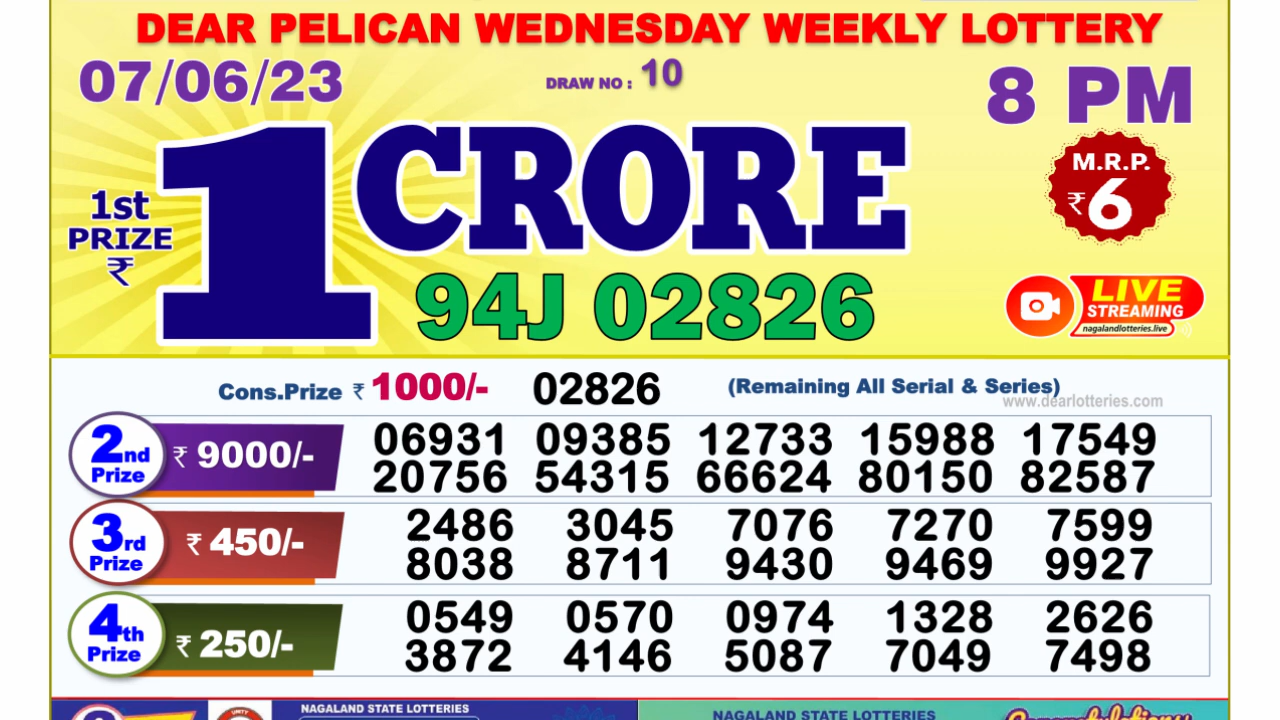 DEAR PELICAN WEDNESDAY WEEKLY LOTTERY
07/06/23
DRAW NO : 10
8 PM
1st
PRIZE
₹
1 CRORE
M.R.P.
₹6
94J 02826
LIVE
STREAMING
nagalandlotteries.live
Cons.Prize ₹ 1000/- 02826 (Remaining All Serial & Series)
www.dearlotteries.com
2nd Prize ₹ 9000/-
06931 09385 12733 15988 17549
20756 54315 66624 80150 82587
3rd Prize ₹ 450/-
2486 3045 7076 7270 7599
8038 8711 9430 9469 9927
4th Prize ₹ 250/-
0549 0570 0974 1328 2626
3872 4146 5087 7049 7498
NAGALAND STATE LOTTERIES
UNITY
NAGALAND STATE LOTTERIES